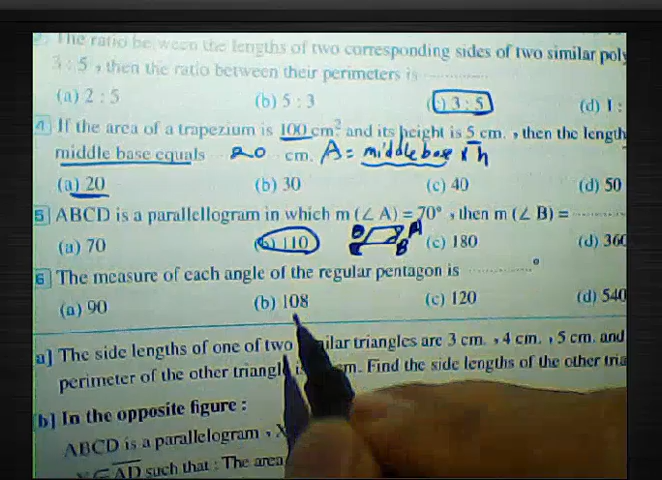 The ratio between the lengths of two corresponding sides of two similar poly
3 : 5 , then the ratio between their perimeters is ...............
(a) 2 : 5 (b) 5 : 3 (c) 3 : 5 (d) 1 :
4 If the area of a trapezium is 100 cm² and its height is 5 cm. , then the length
middle base equals 20 cm. A = middle base x h
(a) 20 (b) 30 (c) 40 (d) 50
5 ABCD is a parallellogram in which m (∠ A) = 70° , then m (∠ B) = ...............
(a) 70 (b) 110 (c) 180 (d) 360
A B
6 The measure of each angle of the regular pentagon is ...............°
(a) 90 (b) 108 (c) 120 (d) 540
a] The side lengths of one of two similar triangles are 3 cm. , 4 cm. , 5 cm. and
perimeter of the other triangle cm. Find the side lengths of the other tria
[b] In the opposite figure :
ABCD is a parallelogram , X
AD such that : The area